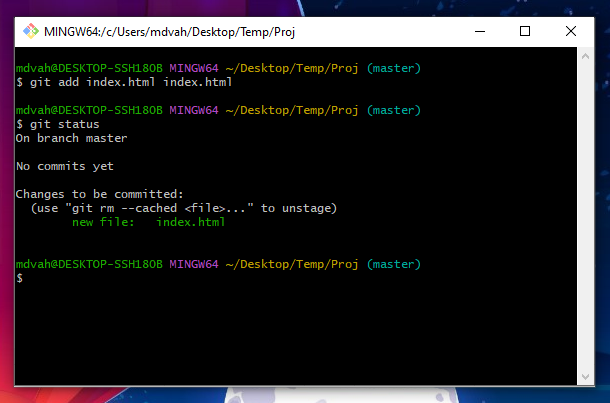 MINGW64:/c/Users/mdvah/Desktop/Temp/Proj
mdvah@DESKTOP-SSH180B MINGW64 ~/Desktop/Temp/Proj (master)
$ git add index.html index.html
mdvah@DESKTOP-SSH180B MINGW64 ~/Desktop/Temp/Proj (master)
$ git status
On branch master
No commits yet
Changes to be committed:
(use "git rm --cached <file>..." to unstage)
new file:   index.html
mdvah@DESKTOP-SSH180B MINGW64 ~/Desktop/Temp/Proj (master)
$